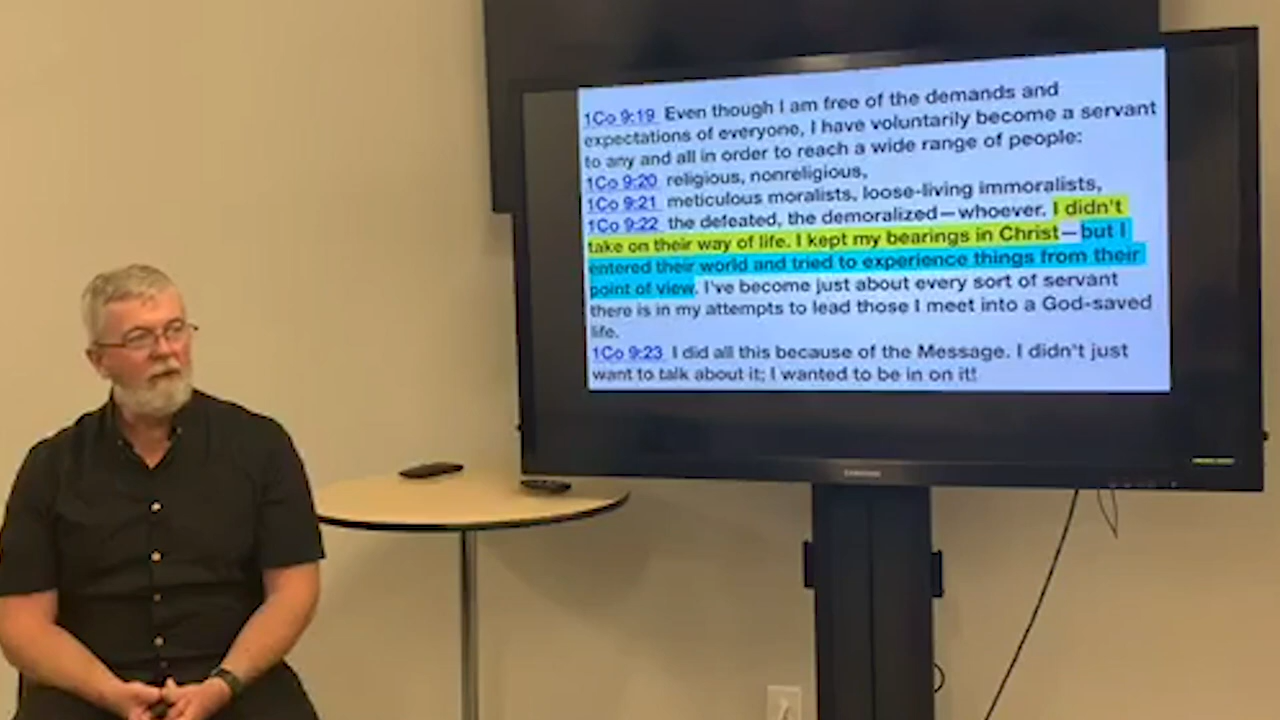 1Co 9:19 Even though I am free of the demands and
expectations of everyone, I have voluntarily become a servant
to any and all in order to reach a wide range of people:
1Co 9:20 religious, nonreligious,
1Co 9:21 meticulous moralists, loose-living immoralists,
1Co 9:22 the defeated, the demoralized—whoever. I didn't
take on their way of life. I kept my bearings in Christ—but I
entered their world and tried to experience things from their
point of view. I've become just about every sort of servant
there is in my attempts to lead those I meet into a God-saved
life.
1Co 9:23 I did all this because of the Message. I didn't just
want to talk about it; I wanted to be in on it!
SAMSUNG